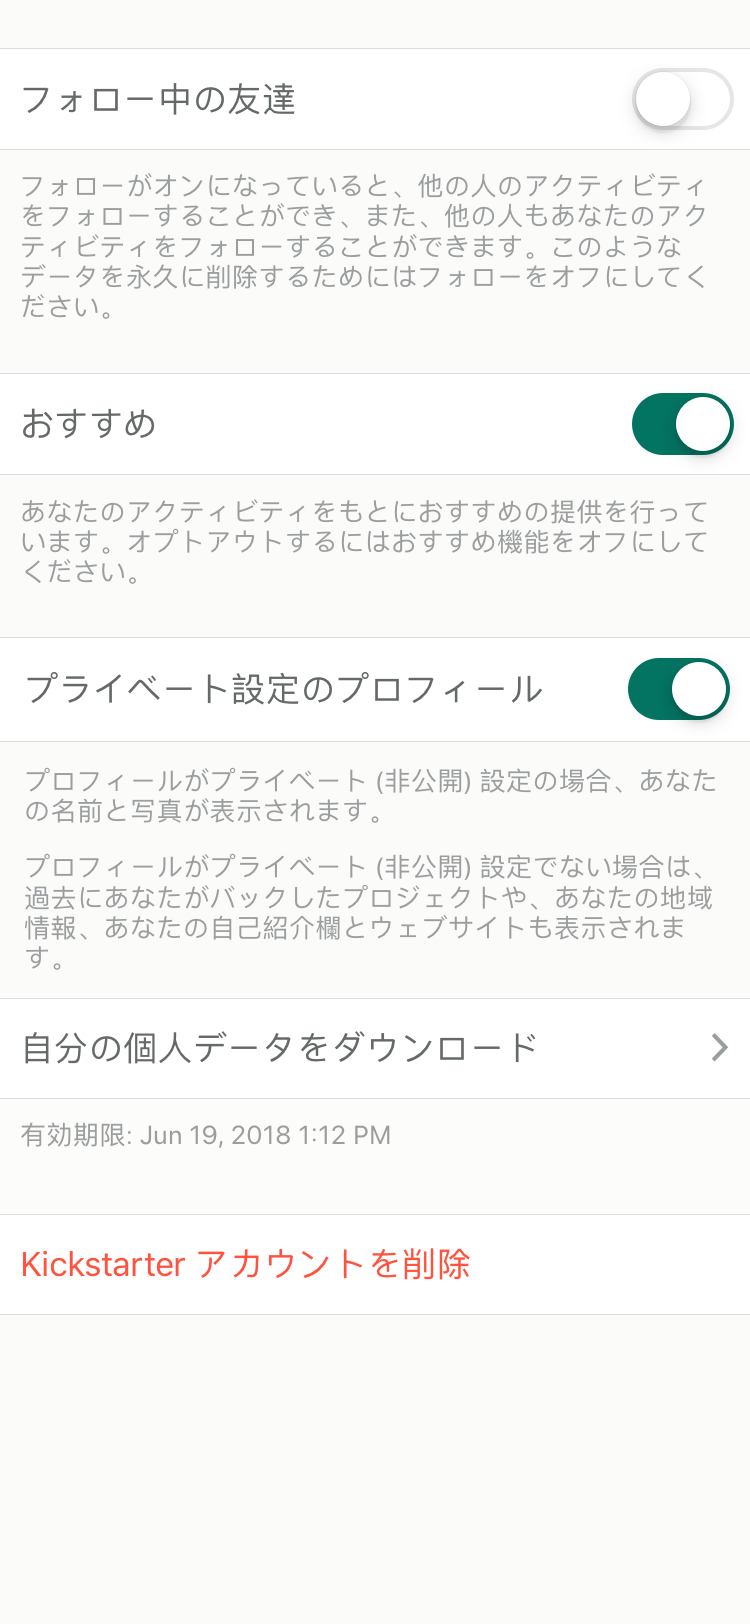 フォロー中の友達
フォローがオンになっていると、他の人のアクティビティ
をフォローすることができ、また、他の人もあなたのアク
ティビティをフォローすることができます。このような
データを永久に削除するためにはフォローをオフにしてく
ださい。
おすすめ
あなたのアクティビティをもとにおすすめの提供を行って
います。オプトアウトするにはおすすめ機能をオフにして
ください。
プライベート設定のプロフィール
プロフィールがプライベート (非公開) 設定の場合、あなた
の名前と写真が表示されます。
プロフィールがプライベート (非公開) 設定でない場合は、
過去にあなたがバックしたプロジェクトや、あなたの地域
情報、あなたの自己紹介欄とウェブサイトも表示されま
す。
自分の個人データをダウンロード
有効期限: Jun 19, 2018 1:12 PM
Kickstarter アカウントを削除